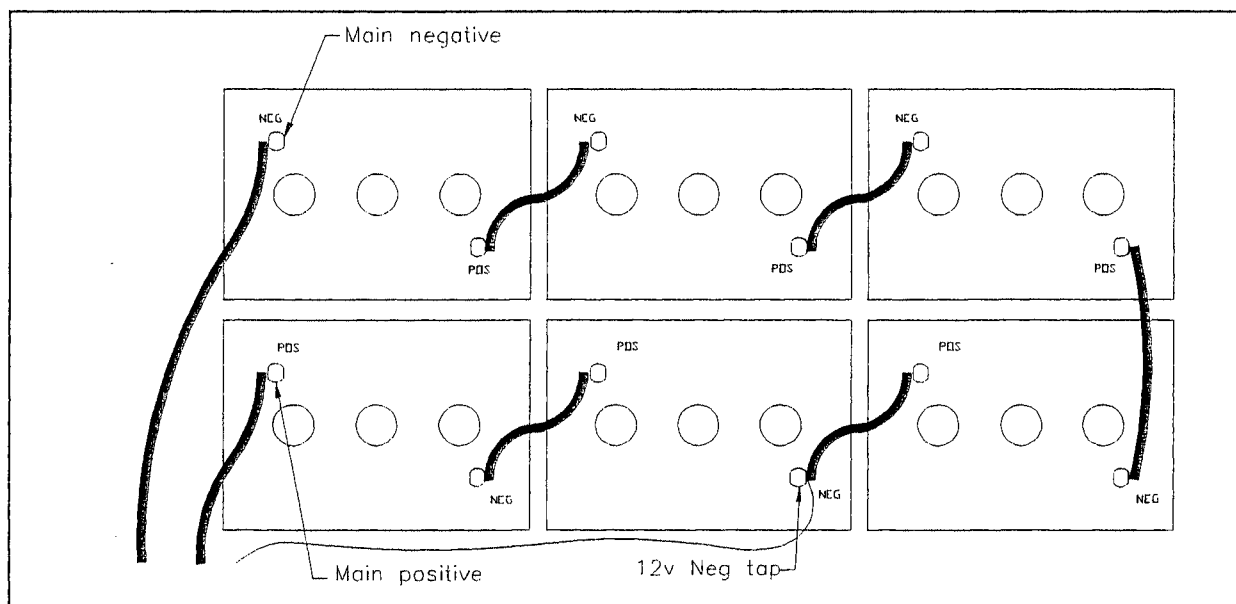 Main negative
NEG
NEG
NEG
POS
POS
POS
POS
POS
POS
NEG
NEG
NEG
Main positive
12v Neg tap